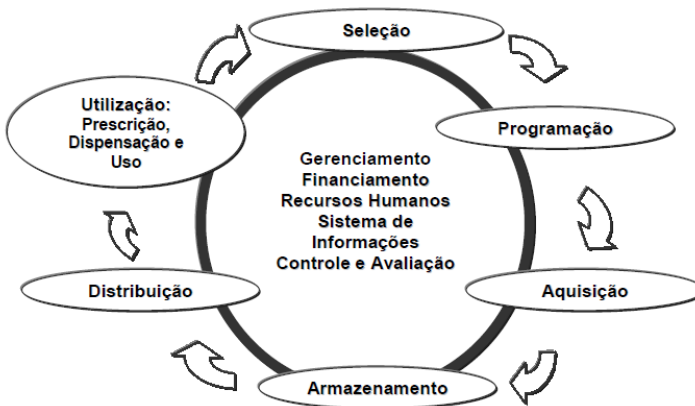 Seleção
Programação
Aquisição
Armazenamento
Distribuição
Utilização:
Prescrição,
Dispensação e
Uso
Gerenciamento
Financiamento
Recursos Humanos
Sistema de
Informações
Controle e Avaliação